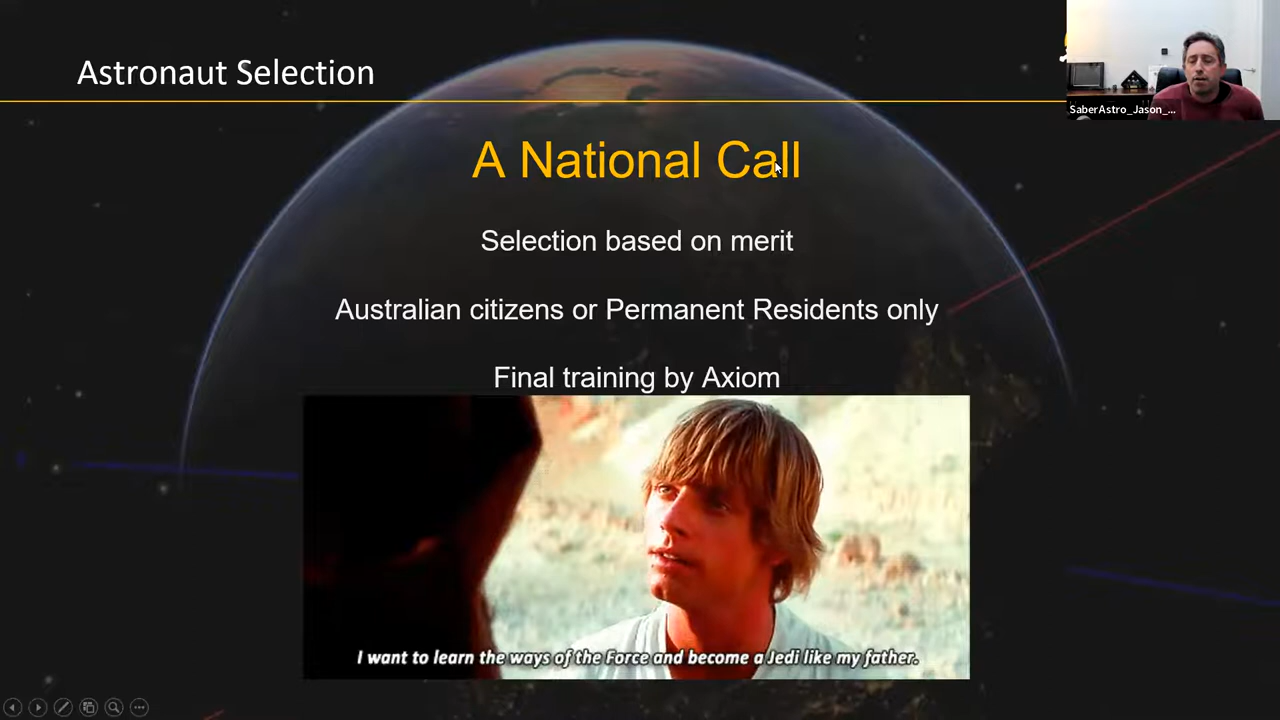 Astronaut Selection
SaberAstro_Jason_...
A National Call
Selection based on merit
Australian citizens or Permanent Residents only
Final training by Axiom
I want to learn the ways of the Force and become a Jedi like my father.